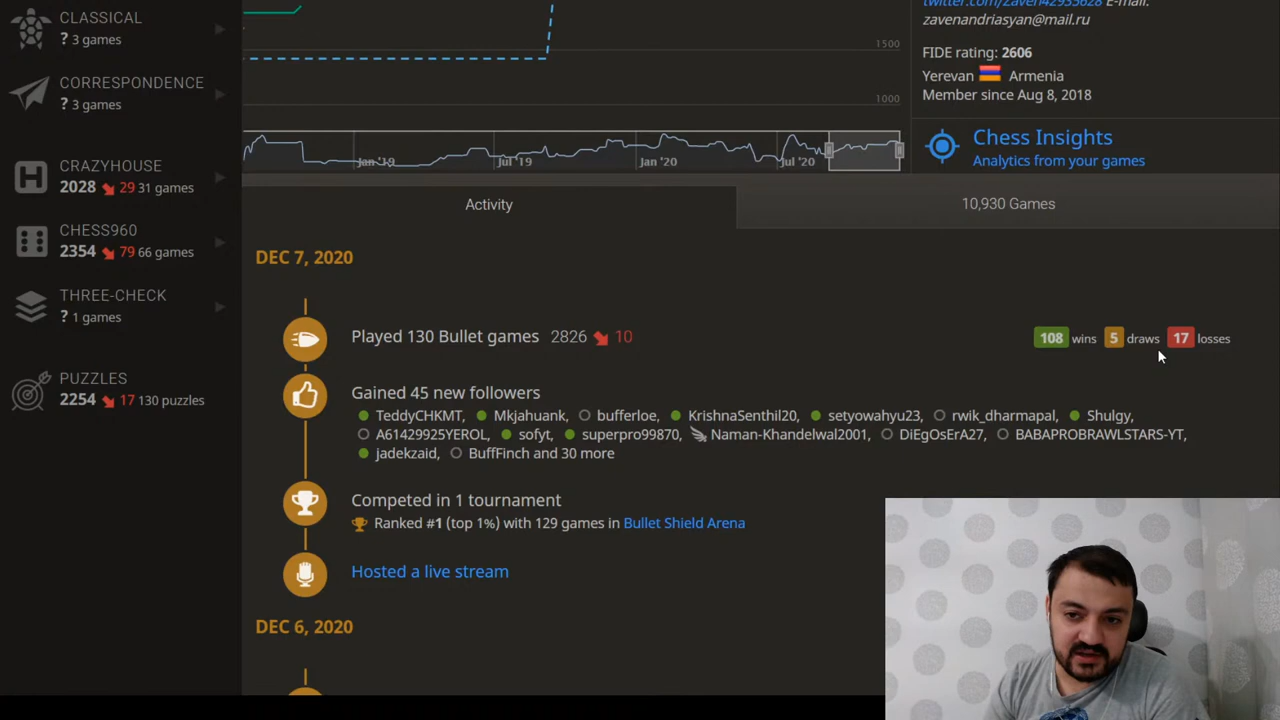 CLASSICAL
? 3 games
CORRESPONDENCE
? 3 games
CRAZYHOUSE
2028 29 31 games
CHESS960
2354 79 66 games
THREE-CHECK
? 1 games
PUZZLES
2254 17 130 puzzles
1500
1000
Jan '19 Jul '19 Jan '20 Jul '20
twitter.com/Zaven42935628 E-mail:
zavenandriasyan@mail.ru
FIDE rating: 2606
Yerevan Armenia
Member since Aug 8, 2018
Chess Insights
Analytics from your games
Activity
10,930 Games
DEC 7, 2020
Played 130 Bullet games 2826 10
108 wins 5 draws 17 losses
Gained 45 new followers
TeddyCHKMT, Mkjahuank, bufferloe, KrishnaSenthil20, setyowahyu23, rwik_dharmapal, Shulgy,
A61429925YEROL, sofyt, superpro99870, Naman-Khandelwal2001, DiEgOsErA27, BABAPROBRAWLSTARS-YT,
jadekzaid, BuffFinch and 30 more
Competed in 1 tournament
Ranked #1 (top 1%) with 129 games in Bullet Shield Arena
Hosted a live stream
DEC 6, 2020